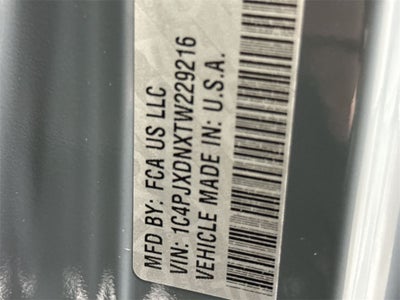 MFD BY: FCA US LLC
VIN: 1C4PJXDNXTW229216
VEHICLE MADE IN: U.S.A.